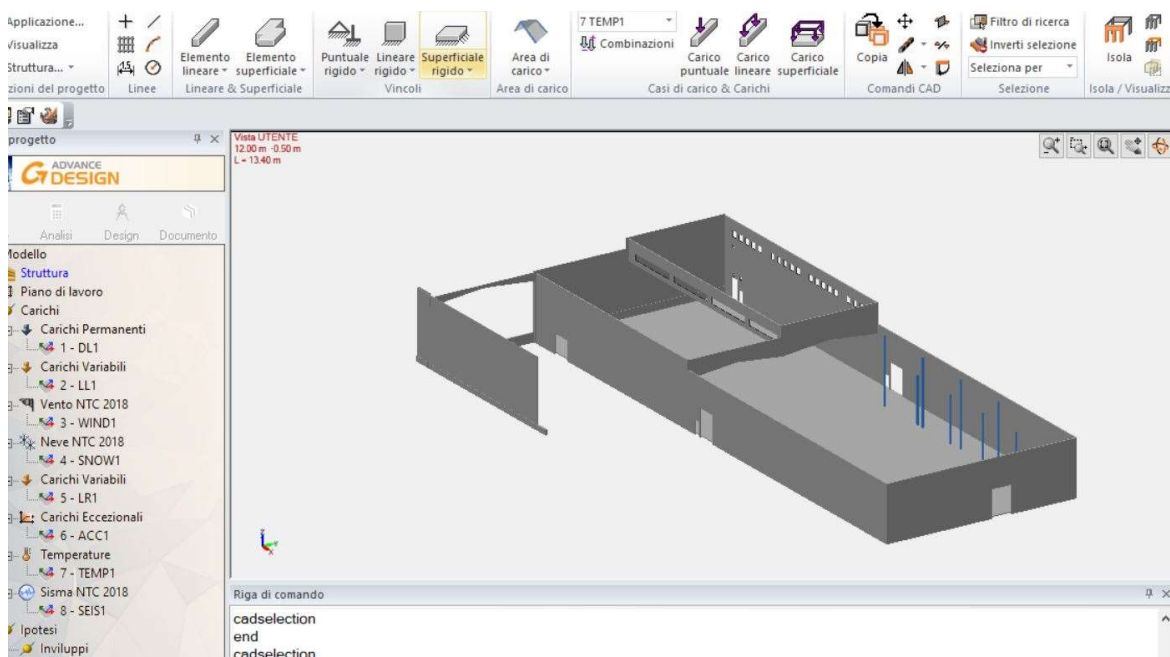 Applicazione...
Visualizza
Struttura...
zioni del progetto
Linee
Elemento lineare
Elemento superficiale
Lineare & Superficiale
Puntuale rigido
Lineare rigido
Superficiale rigido
Vincoli
Area di carico
Area di carico
7 TEMP1
Combinazioni
Carico puntuale
Carico lineare
Carico superficiale
Casi di carico & Carichi
Copia
Comandi CAD
Filtro di ricerca
Inverti selezione
Seleziona per
Selezione
Isola
Isola / Visualizz
progetto
ADVANCE
DESIGN
Analisi
Design
Documento
Modello
Struttura
Piano di lavoro
Carichi
Carichi Permanenti
1 - DL1
Carichi Variabili
2 - LL1
Vento NTC 2018
3 - WIND1
Neve NTC 2018
4 - SNOW1
Carichi Variabili
5 - LR1
Carichi Eccezionali
6 - ACC1
Temperature
7 - TEMP1
Sisma NTC 2018
8 - SEIS1
Ipotesi
Inviluppi
Vista UTENTE
12.00 m -0.50 m
L = 13.40 m
Riga di comando
cadselection
end
cadselection